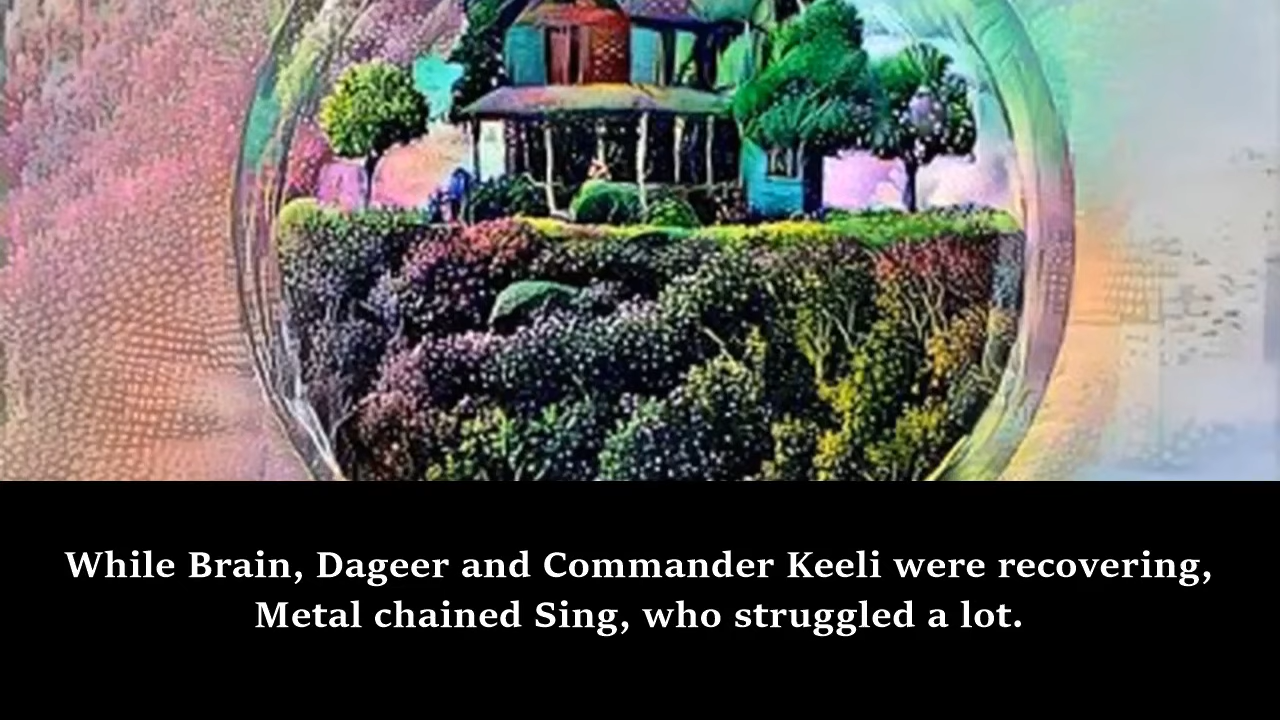 While Brain, Dageer and Commander Keeli were recovering,
Metal chained Sing, who struggled a lot.